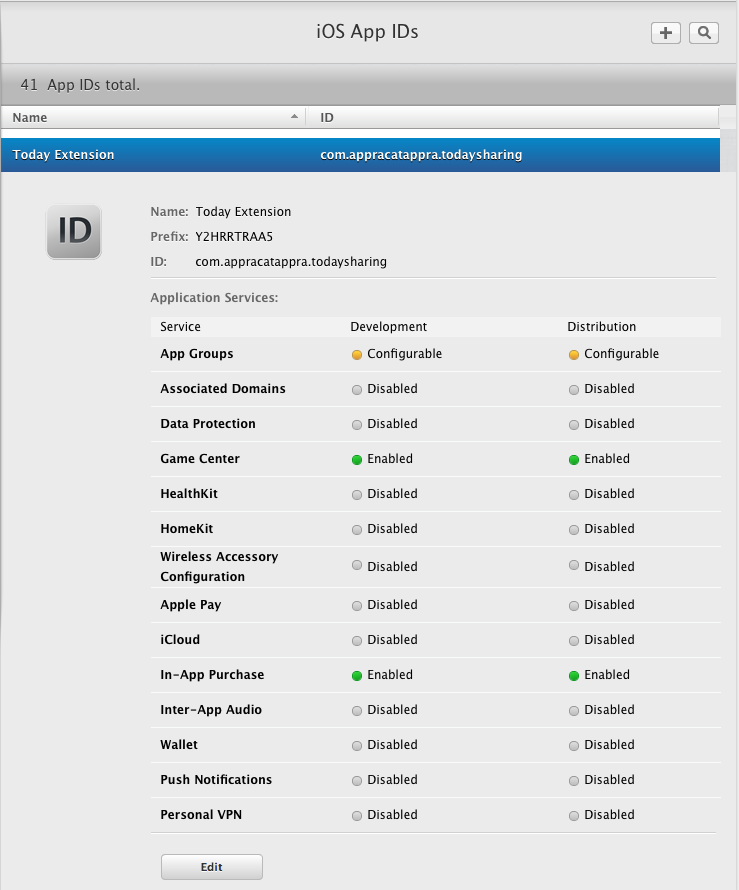 iOS App IDs
41 App IDs total.
Name ID
Today Extension com.appracatappra.todaysharing
ID
Name: Today Extension
Prefix: Y2HRRTRAA5
ID: com.appracatappra.todaysharing
Application Services:
Service Development Distribution
App Groups Configurable Configurable
Associated Domains Disabled Disabled
Data Protection Disabled Disabled
Game Center Enabled Enabled
HealthKit Disabled Disabled
HomeKit Disabled Disabled
Wireless Accessory
Configuration Disabled Disabled
Apple Pay Disabled Disabled
iCloud Disabled Disabled
In-App Purchase Enabled Enabled
Inter-App Audio Disabled Disabled
Wallet Disabled Disabled
Push Notifications Disabled Disabled
Personal VPN Disabled Disabled
Edit